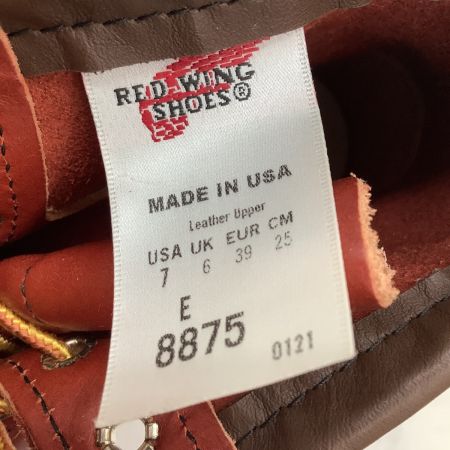 RED WING
SHOES®
MADE IN USA
Leather Upper
USA UK EUR CM
7 6 39 25
E
8875 0121